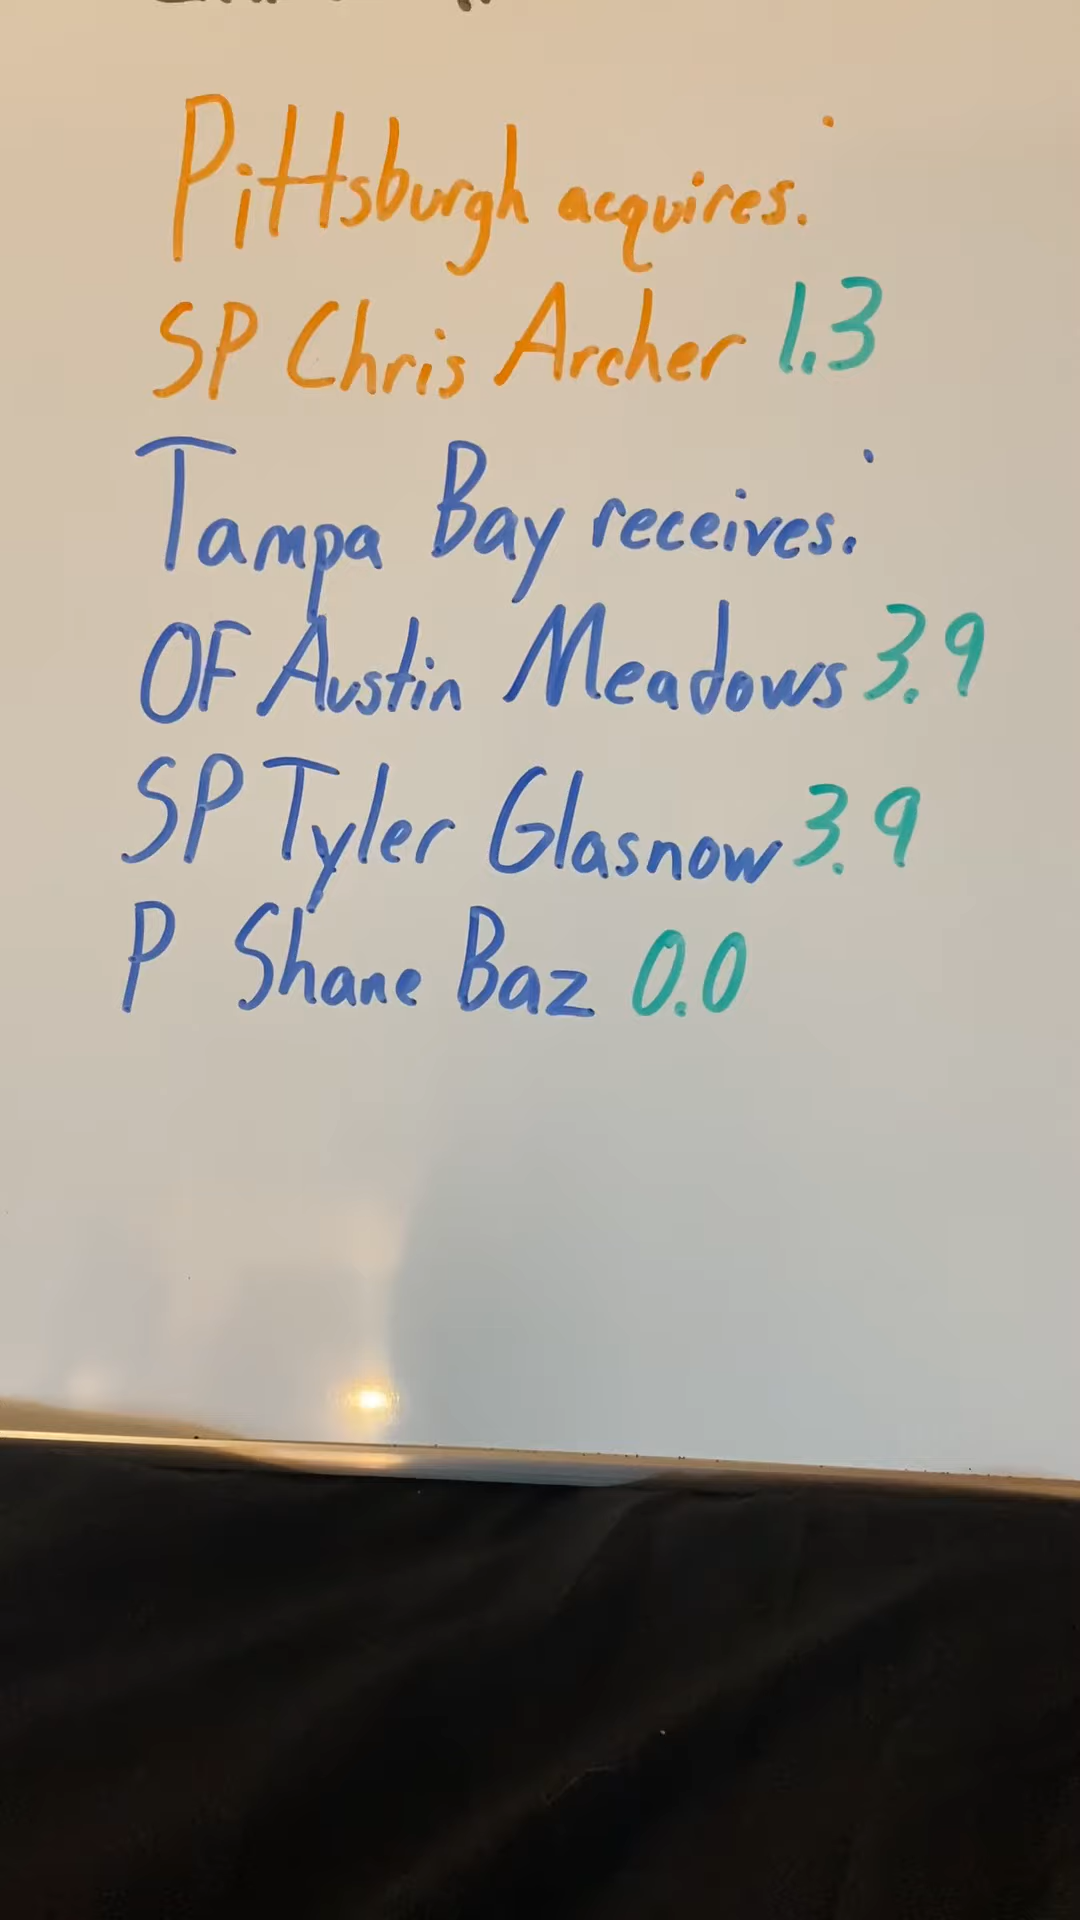 Pittsburgh acquires:
SP Chris Archer 1.3
Tampa Bay receives:
OF Austin Meadows 3.9
SP Tyler Glasnow 3.9
P Shane Baz 0.0